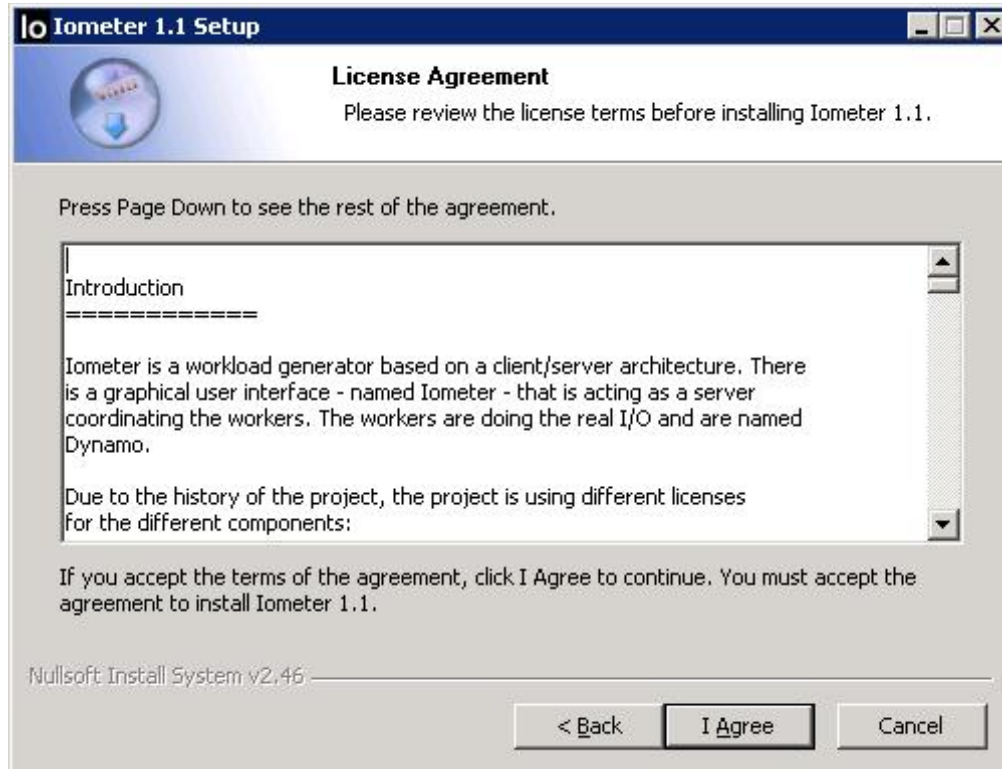 Io Iometer 1.1 Setup
License Agreement
Please review the license terms before installing Iometer 1.1.
Press Page Down to see the rest of the agreement.
Introduction
============
Iometer is a workload generator based on a client/server architecture. There
is a graphical user interface - named Iometer - that is acting as a server
coordinating the workers. The workers are doing the real I/O and are named
Dynamo.
Due to the history of the project, the project is using different licenses
for the different components:
If you accept the terms of the agreement, click I Agree to continue. You must accept the
agreement to install Iometer 1.1.
Nullsoft Install System v2.46
< Back I Agree Cancel